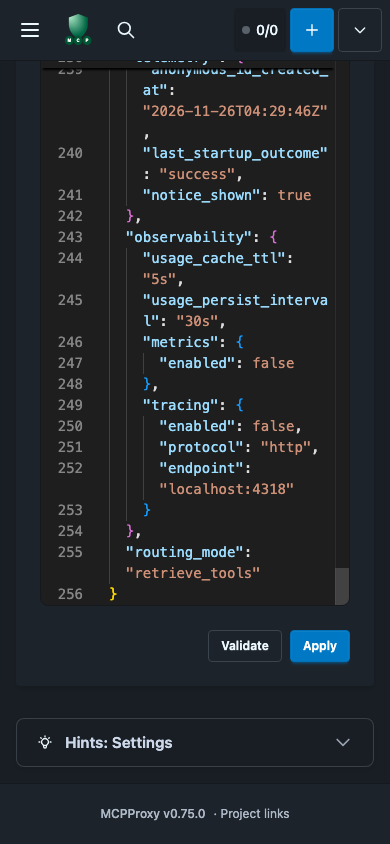 MCP
0/0
239 "anonymous_id_created_
at":
"2026-11-26T04:29:46Z"
,
240 "last_startup_outcome"
: "success",
241 "notice_shown": true
242 },
243 "observability": {
244 "usage_cache_ttl":
"5s",
245 "usage_persist_interva
l": "30s",
246 "metrics": {
247 "enabled": false
248 },
249 "tracing": {
250 "enabled": false,
251 "protocol": "http",
252 "endpoint":
"localhost:4318"
253 }
254 },
255 "routing_mode":
"retrieve_tools"
256 }
Validate
Apply
Hints: Settings
MCPProxy v0.75.0 · Project links